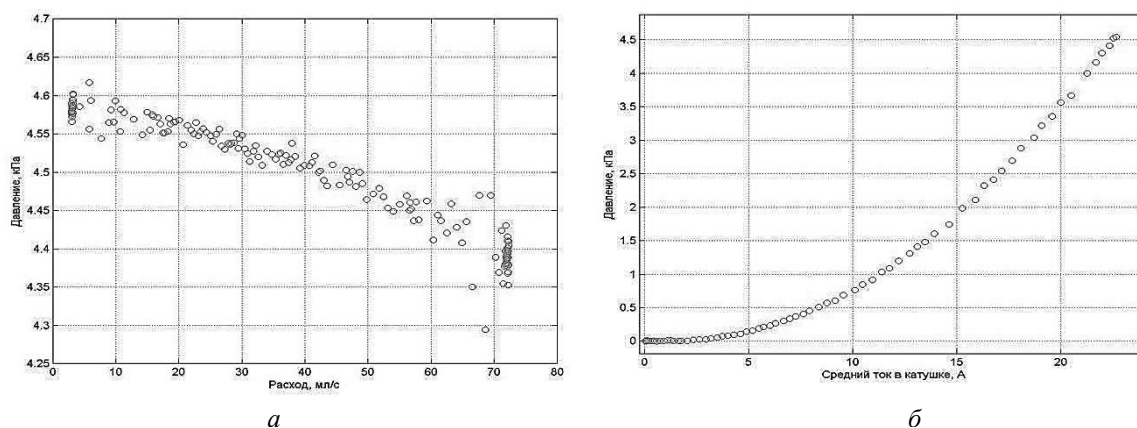 4.7
4.65
4.6
4.55
4.5
4.45
4.4
4.35
4.3
4.25
Давление, кПа
0 10 20 30 40 50 60 70 80
Расход, мл/с
а
4.5
4
3.5
3
2.5
2
1.5
1
0.5
0
Давление, кПа
0 5 10 15 20
Средний ток в катушке, А
б